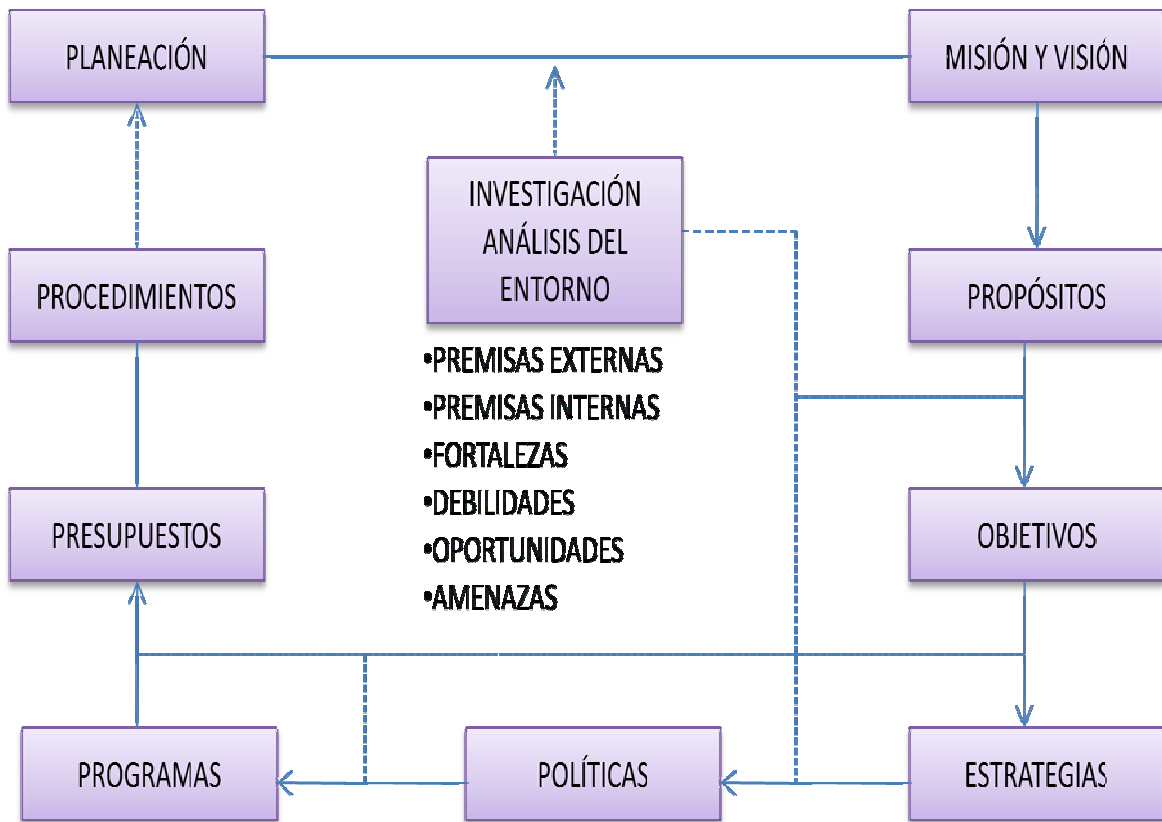 PLANEACIÓN
MISIÓN Y VISIÓN
INVESTIGACIÓN
ANÁLISIS DEL
ENTORNO
PROCEDIMIENTOS
PROPÓSITOS
•PREMISAS EXTERNAS
•PREMISAS INTERNAS
•FORTALEZAS
•DEBILIDADES
•OPORTUNIDADES
•AMENAZAS
PRESUPUESTOS
OBJETIVOS
PROGRAMAS
POLÍTICAS
ESTRATEGIAS